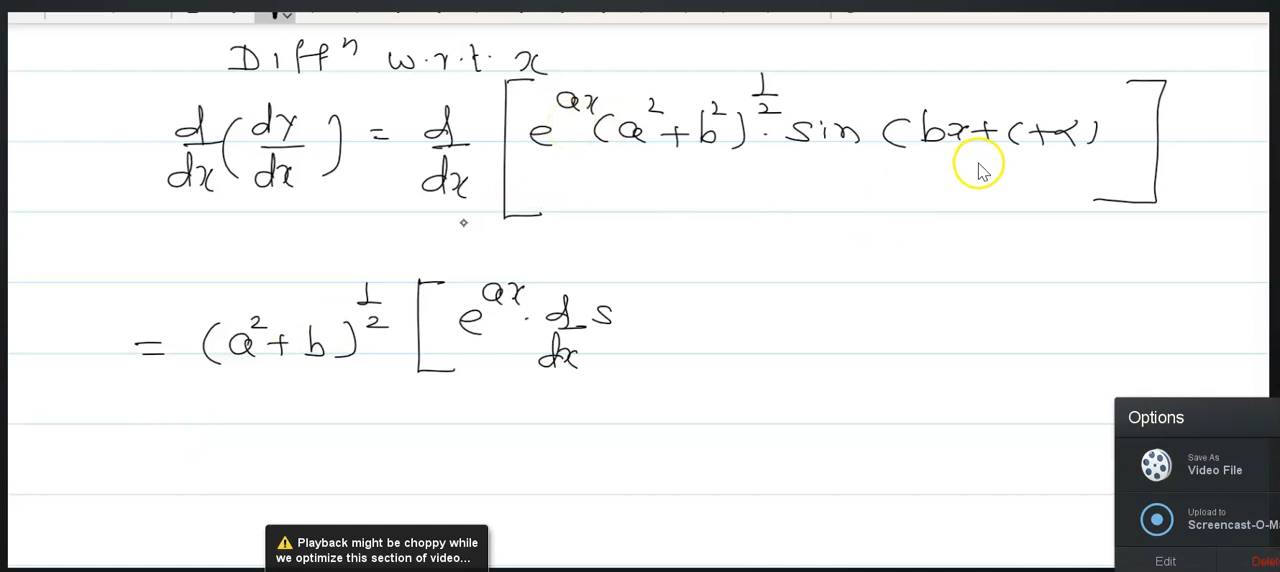 Diffⁿ w.r.t. x
d/dx (dy/dx) = d/dx [ e^{ax} (a² + b²)^{1/2} · sin (bx + c + α) ]
= (a² + b)^{1/2} [ e^{ax} · d/dx s
Options
Save As
Video File
Upload to
Screencast-O-M
Edit
Delet
Playback might be choppy while
we optimize this section of video...